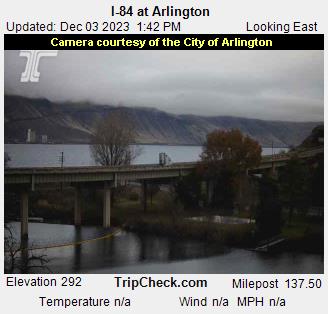 I-84 at Arlington
Updated: Dec 03 2023 1:42 PM Looking East
Camera courtesy of the City of Arlington
Elevation 292 TripCheck.com Milepost 137.50
Temperature n/a Wind n/a MPH n/a